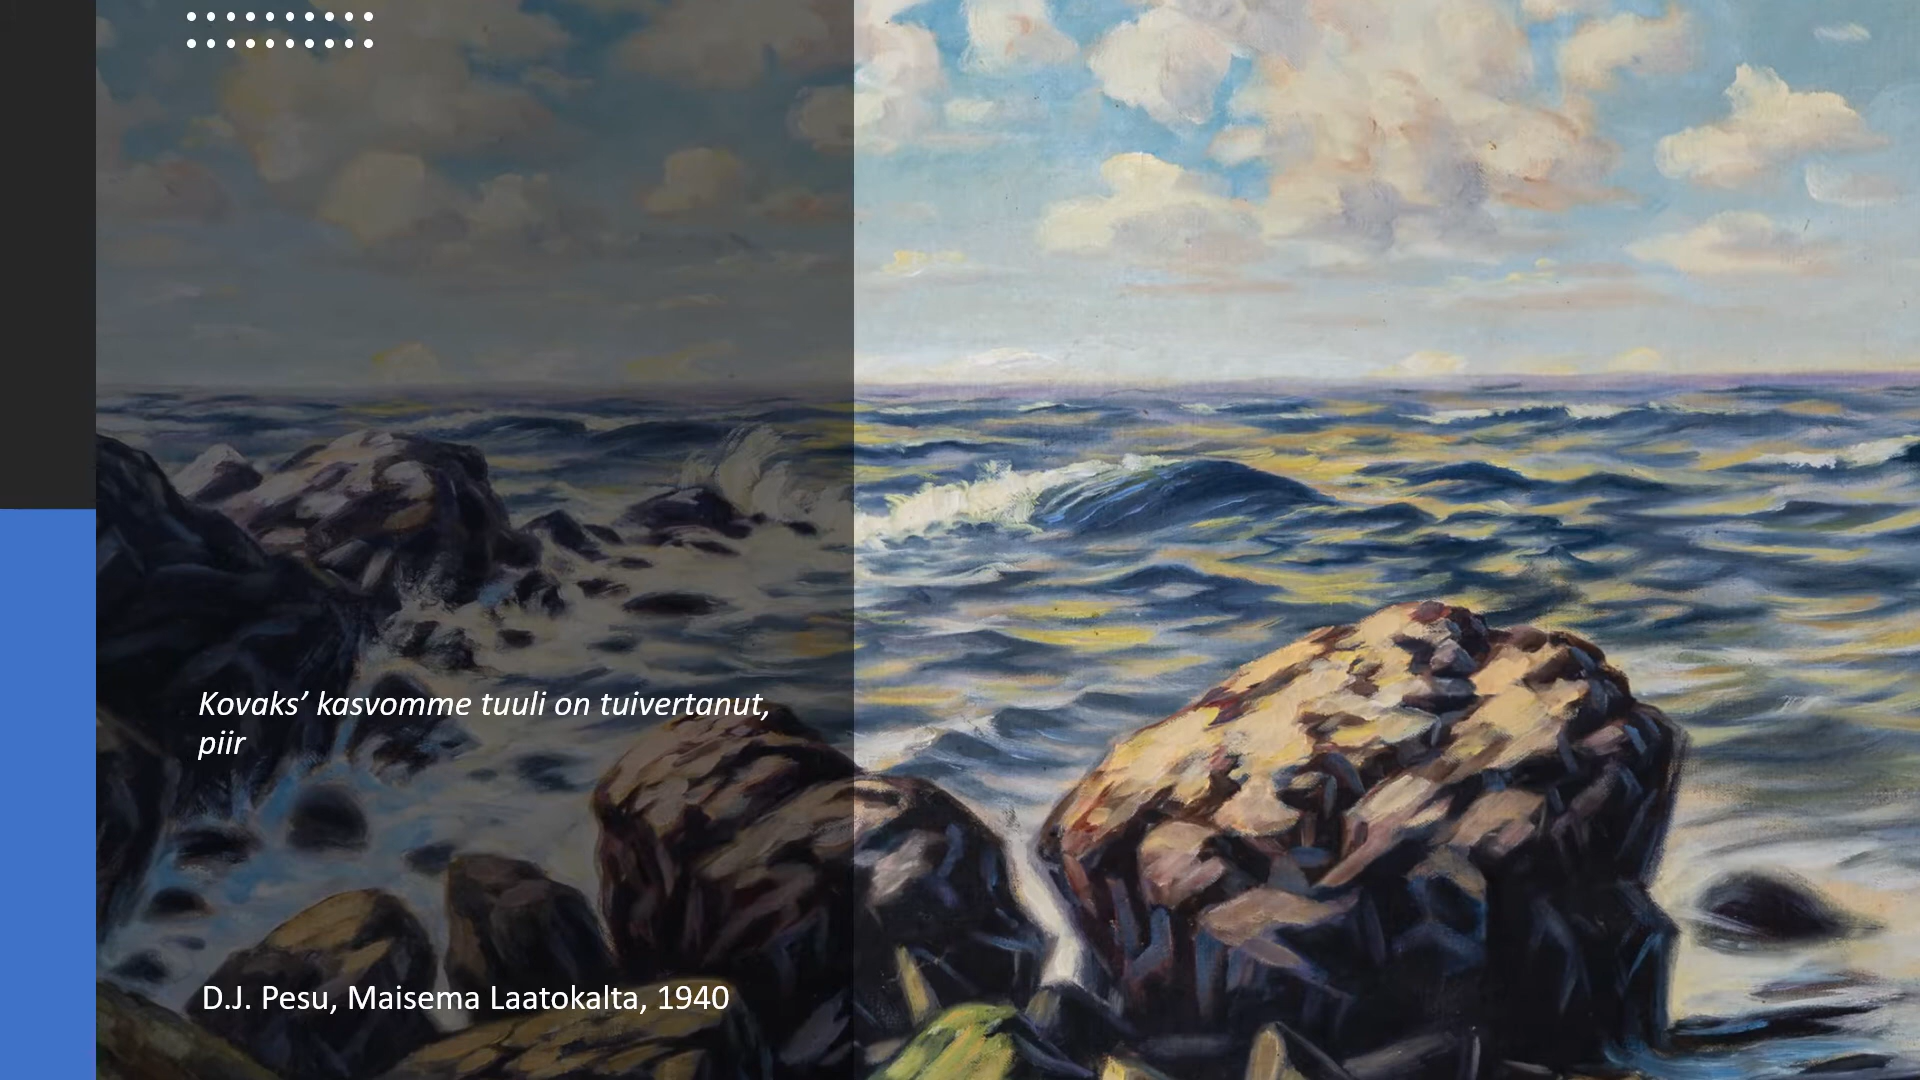 Kovaks’ kasvomme tuuli on tuivertanut,
piir
D.J. Pesu, Maisema Laatokalta, 1940